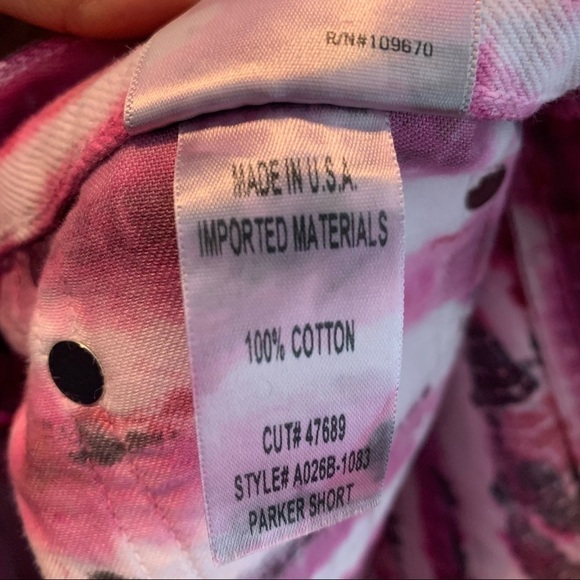 R/N#109670
MADE IN U.S.A.
IMPORTED MATERIALS
100% COTTON
CUT# 47689
STYLE# A026B-1083
PARKER SHORT